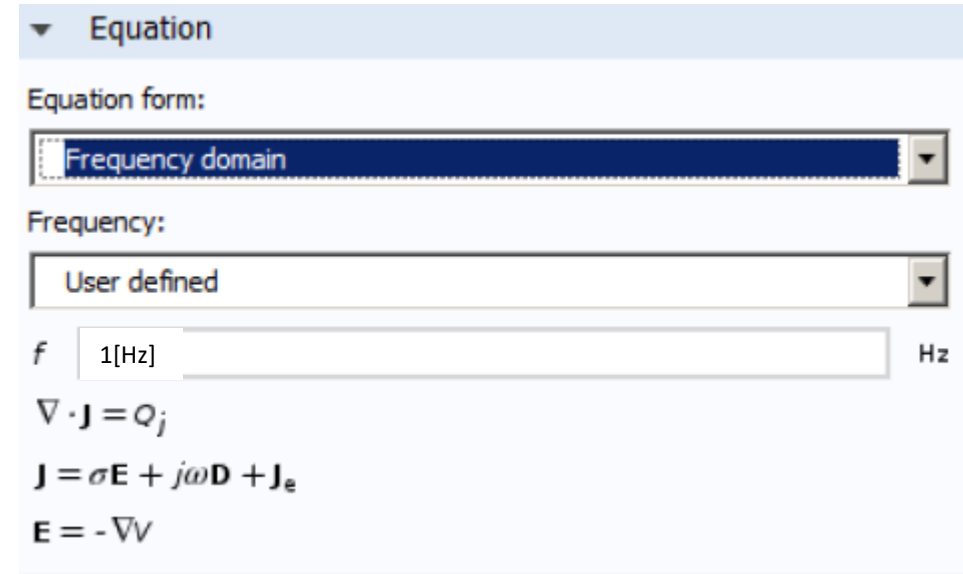 Equation
Equation form:
Frequency domain
Frequency:
User defined
f 1[Hz] Hz
∇ · J = Qj
J = σE + jωD + Je
E = - ∇V